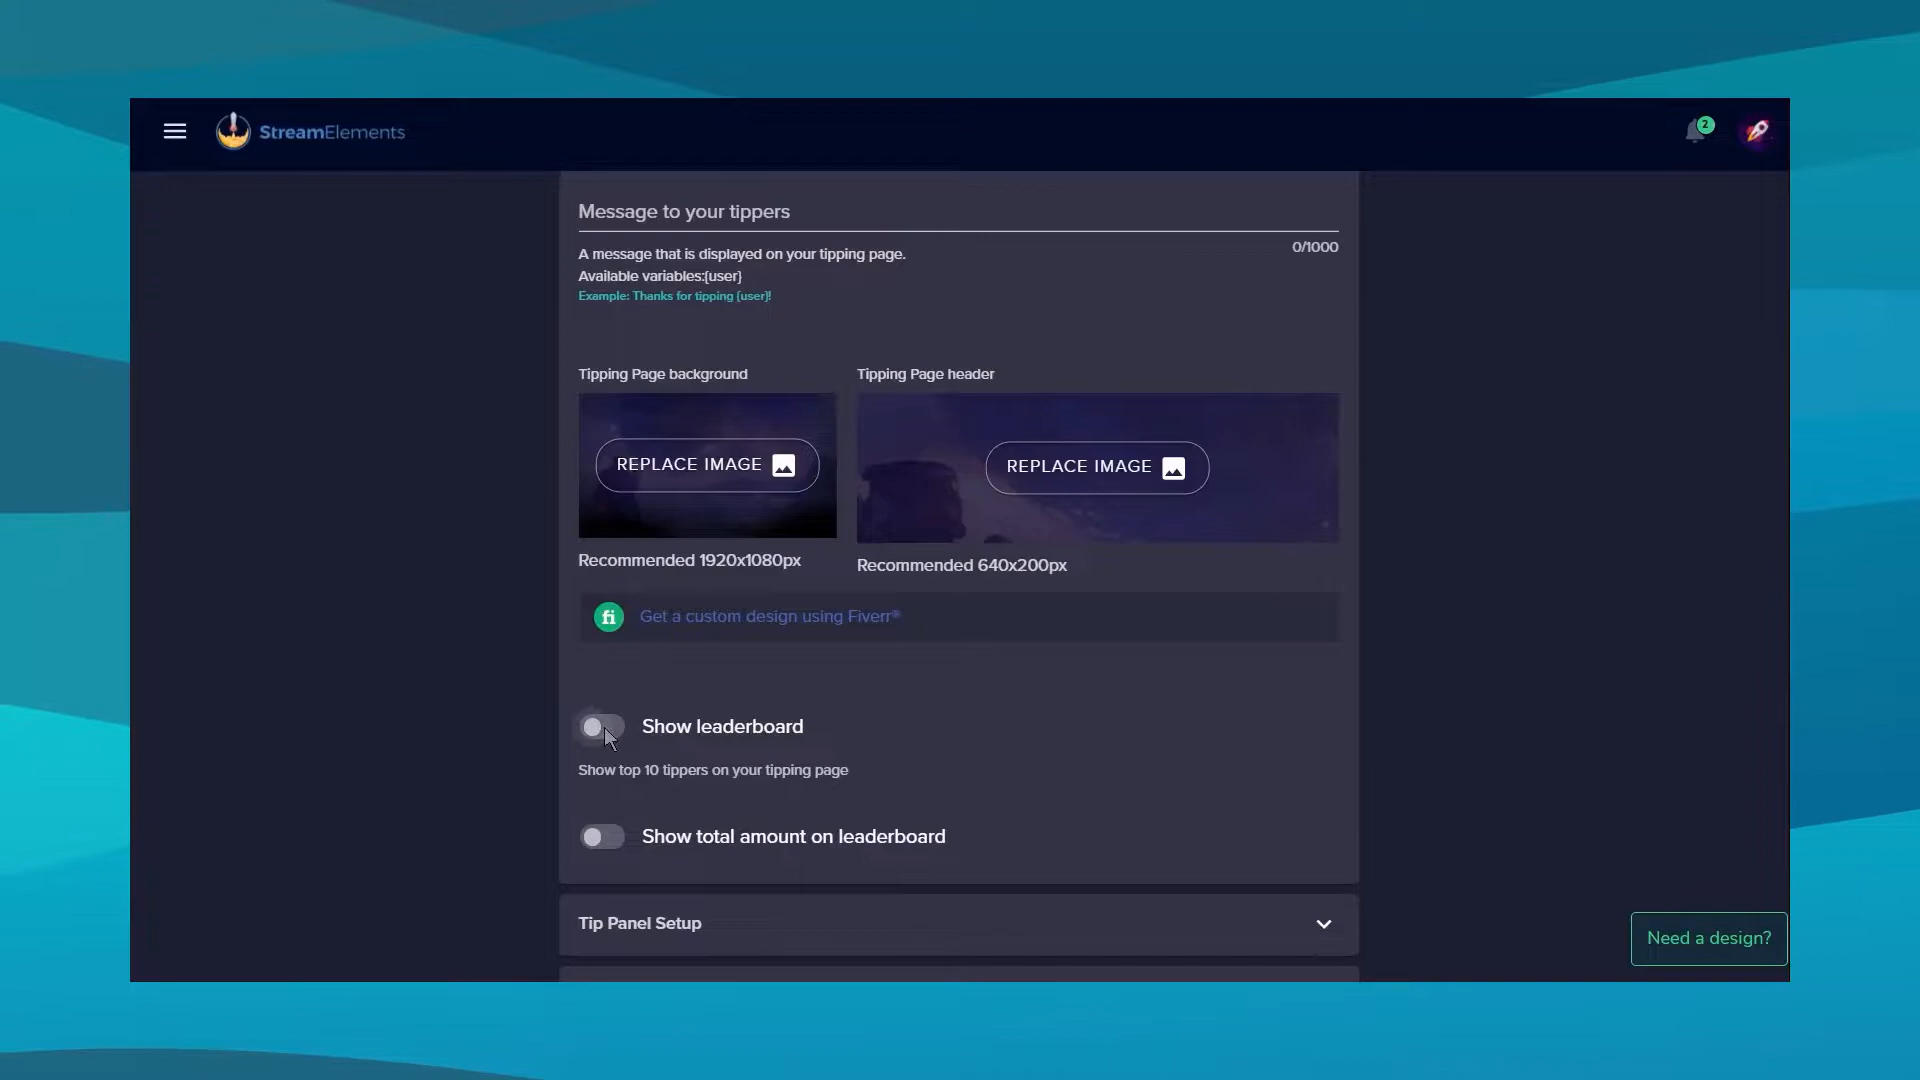 StreamElements
2
Message to your tippers
0/1000
A message that is displayed on your tipping page.
Available variables:{user}
Example: Thanks for tipping {user}!
Tipping Page background
Tipping Page header
REPLACE IMAGE
REPLACE IMAGE
Recommended 1920x1080px
Recommended 640x200px
fi
Get a custom design using Fiverr®
Show leaderboard
Show top 10 tippers on your tipping page
Show total amount on leaderboard
Tip Panel Setup
Need a design?